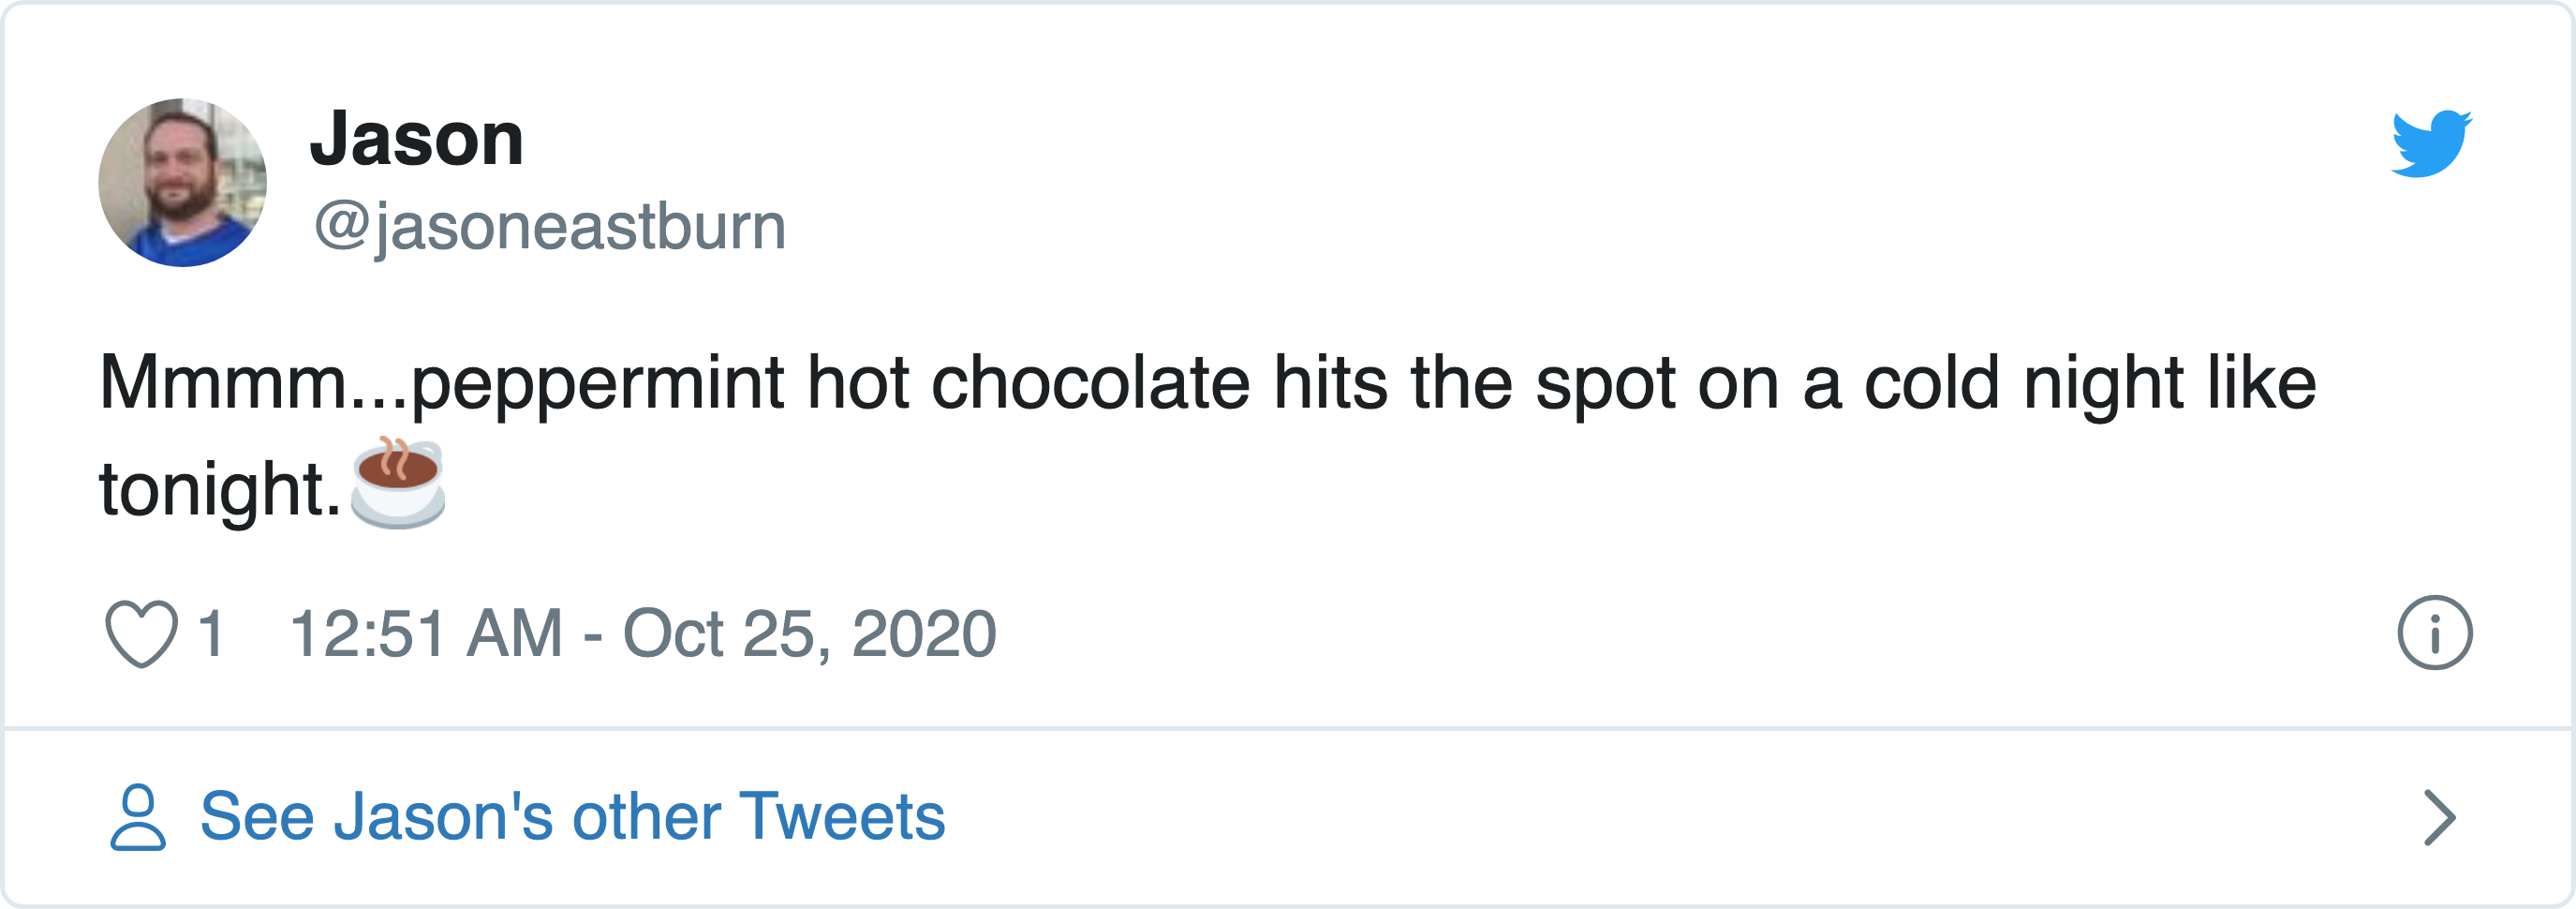 Jason
@jasoneastburn
Mmmm...peppermint hot chocolate hits the spot on a cold night like
tonight.☕
1 12:51 AM - Oct 25, 2020
See Jason's other Tweets